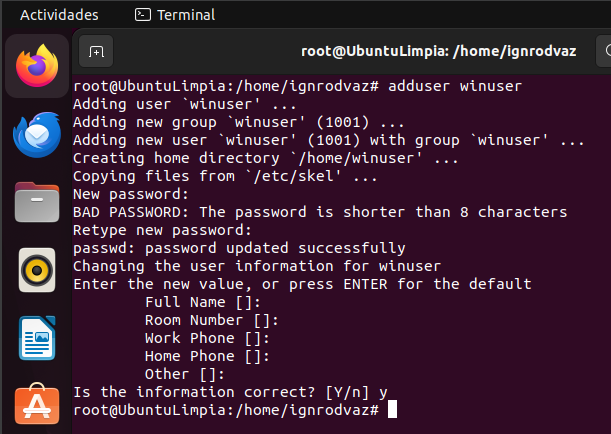 Actividades
Terminal
root@UbuntuLimpia: /home/ignrodvaz
root@UbuntuLimpia:/home/ignrodvaz# adduser winuser
Adding user `winuser' ...
Adding new group `winuser' (1001) ...
Adding new user `winuser' (1001) with group `winuser' ...
Creating home directory `/home/winuser' ...
Copying files from `/etc/skel' ...
New password:
BAD PASSWORD: The password is shorter than 8 characters
Retype new password:
passwd: password updated successfully
Changing the user information for winuser
Enter the new value, or press ENTER for the default
Full Name []:
Room Number []:
Work Phone []:
Home Phone []:
Other []:
Is the information correct? [Y/n] y
root@UbuntuLimpia:/home/ignrodvaz#